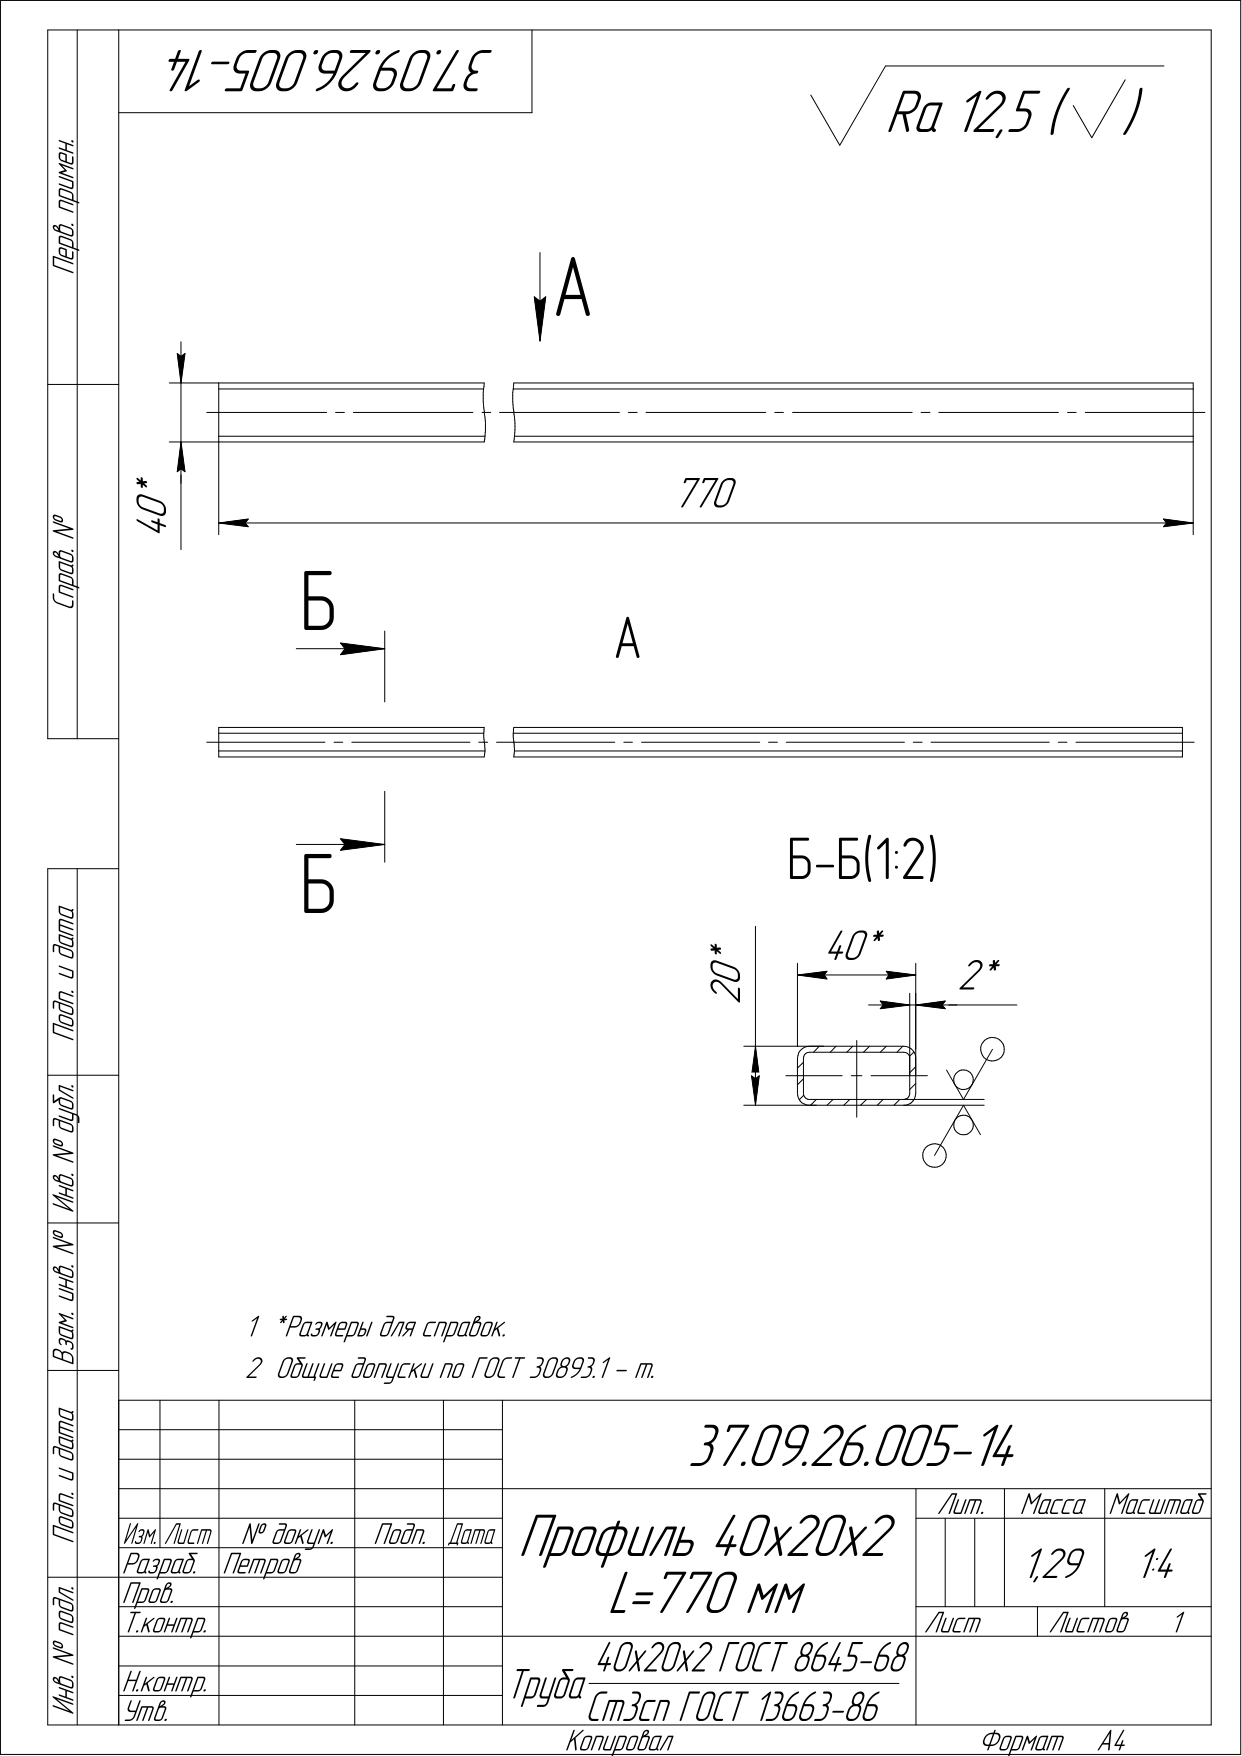 37.09.26.005-14
Ra 12,5 (√)
Перв. примен.
А
40*
770
Справ. №
Б
А
Б
Б-Б(1:2)
20*
40*
2*
Подп. и дата
Инв. № дубл.
Взам. инв. №
Подп. и дата
Инв. № подл.
1 *Размеры для справок.
2 Общие допуски по ГОСТ 30893.1 - m.
37.09.26.005-14
Лит. Масса Масштаб
Изм. Лист № докум. Подп. Дата
Профиль 40х20х2
L=770 мм
1,29 1:4
Разраб. Петров
Пров.
Т.контр.
Лист Листов 1
Н.контр.
Утв.
Труба 40х20х2 ГОСТ 8645-68
Ст3сп ГОСТ 13663-86
Копировал Формат А4